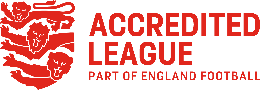 ACCREDITED
LEAGUE
PART OF ENGLAND FOOTBALL